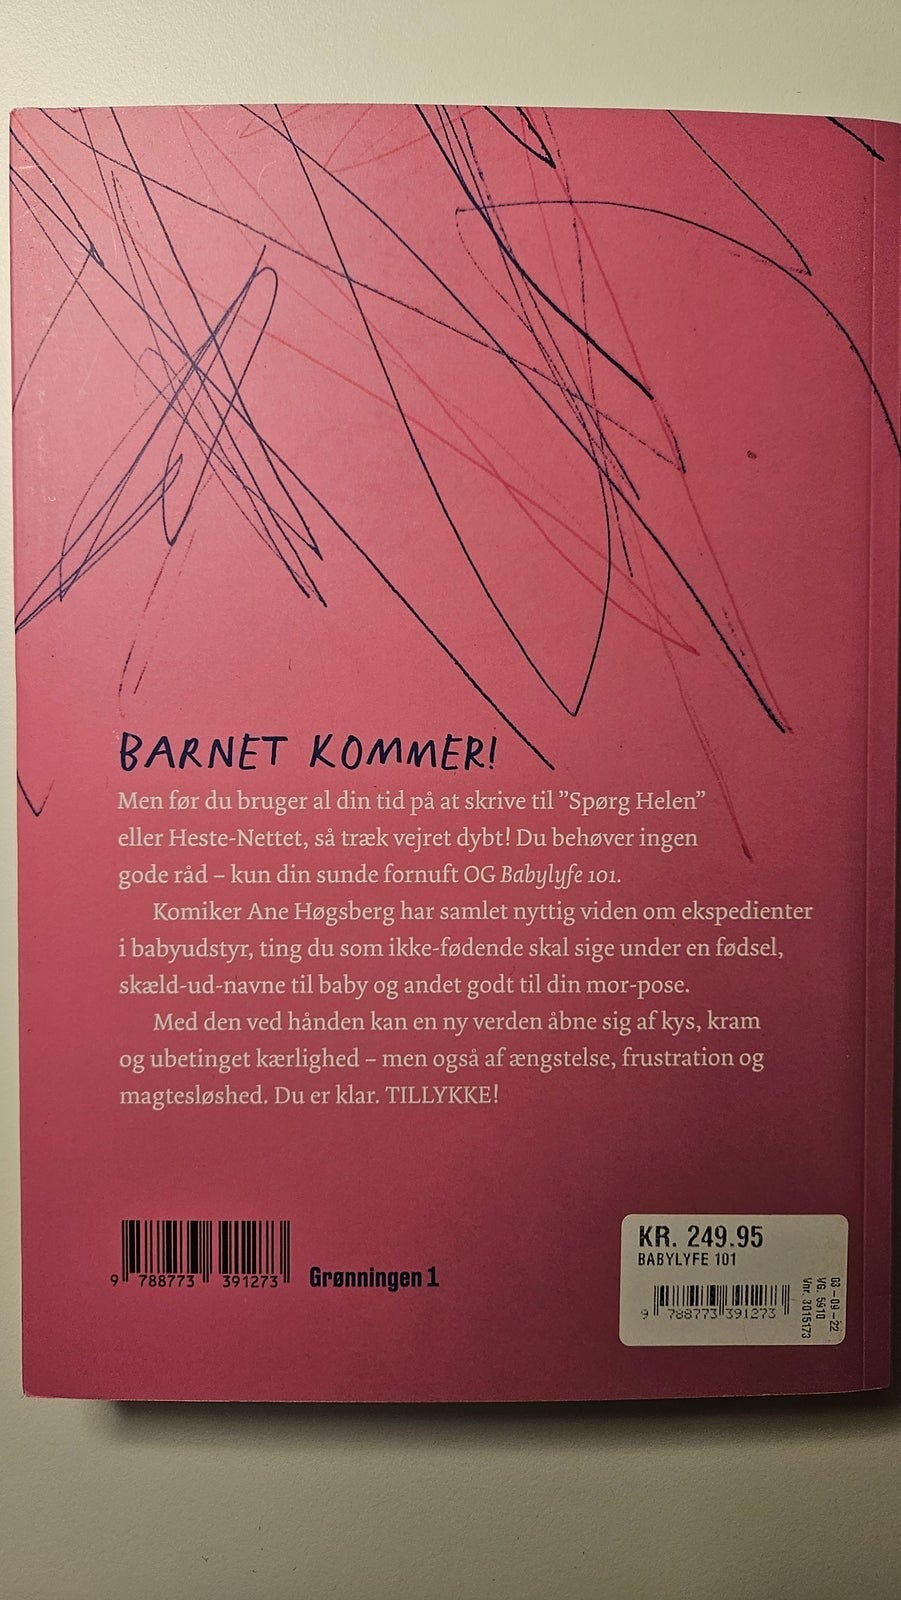 BARNET KOMMER!
Men før du bruger al din tid på at skrive til ”Spørg Helen”
eller Heste-Nettet, så træk vejret dybt! Du behøver ingen
gode råd – kun din sunde fornuft OG Babylyfe 101.
Komiker Ane Høgsberg har samlet nyttig viden om ekspedienter
i babyudstyr, ting du som ikke-fødende skal sige under en fødsel,
skæld-ud-navne til baby og andet godt til din mor-pose.
Med den ved hånden kan en ny verden åbne sig af kys, kram
og ubetinget kærlighed – men også af ængstelse, frustration og
magtesløshed. Du er klar. TILLYKKE!
9 788773 391273
Grønningen 1
KR. 249.95
BABYLYFE 101
9 788773 391273
03-09-22
VG. 5910
Vnr. 3015173